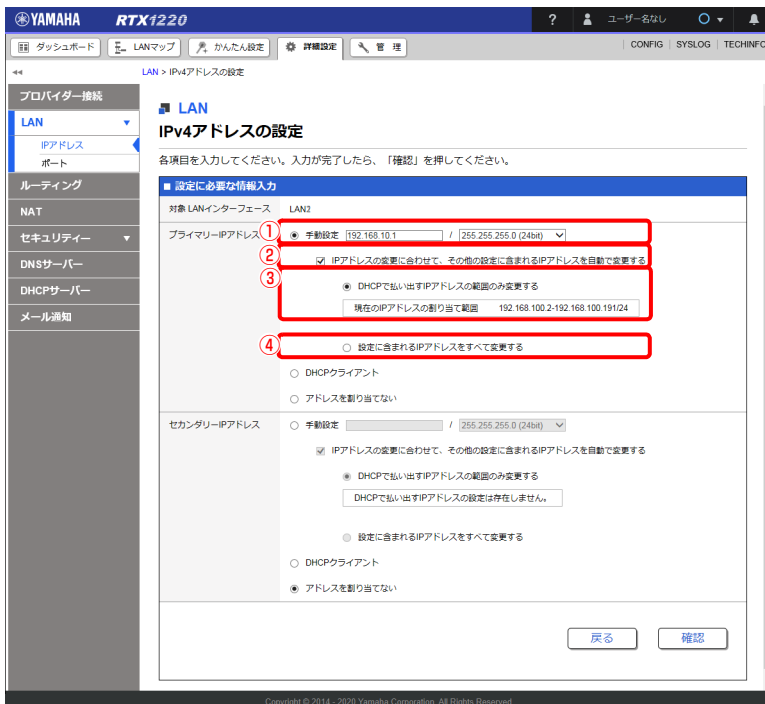 YAMAHA RTX1220 ? ユーザー名なし
ダッシュボード LANマップ かんたん設定 詳細設定 管理 CONFIG SYSLOG TECHINFO
LAN > IPv4アドレスの設定
プロバイダー接続
LAN
IPアドレス
ポート
ルーティング
NAT
セキュリティー
DNSサーバー
DHCPサーバー
メール通知
LAN
IPv4アドレスの設定
各項目を入力してください。入力が完了したら、「確認」を押してください。
■ 設定に必要な情報入力
対象 LANインターフェース LAN2
プライマリーIPアドレス ① 手動設定 192.168.10.1 / 255.255.255.0 (24bit)
② IPアドレスの変更に合わせて、その他の設定に含まれるIPアドレスを自動で変更する
③ DHCPで払い出すIPアドレスの範囲のみ変更する
現在のIPアドレスの割り当て範囲 192.168.100.2-192.168.100.191/24
④ 設定に含まれるIPアドレスをすべて変更する
DHCPクライアント
アドレスを割り当てない
セカンダリーIPアドレス 手動設定 / 255.255.255.0 (24bit)
IPアドレスの変更に合わせて、その他の設定に含まれるIPアドレスを自動で変更する
DHCPで払い出すIPアドレスの範囲のみ変更する
DHCPで払い出すIPアドレスの設定は存在しません。
設定に含まれるIPアドレスをすべて変更する
DHCPクライアント
アドレスを割り当てない
戻る 確認
Copyright © 2014 - 2020 Yamaha Corporation. All Rights Reserved.